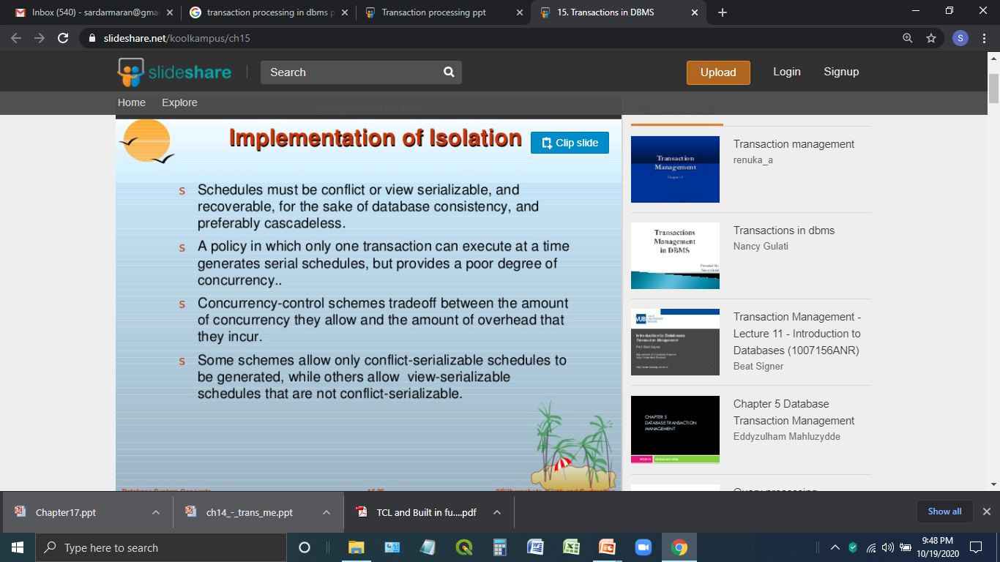 Inbox (540) - sardarmaran@gma
transaction processing in dbms p
Transaction processing ppt
15. Transactions in DBMS
slideshare.net/koolkampus/ch15
S
slideshare
Search
Upload
Login
Signup
Home
Explore
Implementation of Isolation
Clip slide
s Schedules must be conflict or view serializable, and
recoverable, for the sake of database consistency, and
preferably cascadeless.
s A policy in which only one transaction can execute at a time
generates serial schedules, but provides a poor degree of
concurrency..
s Concurrency-control schemes tradeoff between the amount
of concurrency they allow and the amount of overhead that
they incur.
s Some schemes allow only conflict-serializable schedules to
be generated, while others allow view-serializable
schedules that are not conflict-serializable.
Transaction
Management
Transaction management
renuka_a
Transactions
Management
in DBMS
Transactions in dbms
Nancy Gulati
VUB
Introduction to Databases
Transaction Management
Transaction Management -
Lecture 11 - Introduction to
Databases (1007156ANR)
Beat Signer
CHAPTER 5
DATABASE TRANSACTION
MANAGEMENT
Chapter 5 Database
Transaction Management
Eddyzulham Mahluzydde
Chapter17.ppt
ch14_-_trans_me.ppt
TCL and Built in fu....pdf
Show all
Type here to search
9:48 PM
10/19/2020